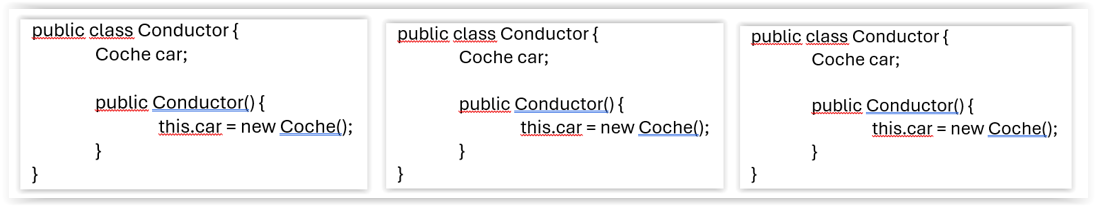 public class Conductor {
Coche car;
public Conductor() {
this.car = new Coche();
}
}
public class Conductor {
Coche car;
public Conductor() {
this.car = new Coche();
}
}
public class Conductor {
Coche car;
public Conductor() {
this.car = new Coche();
}
}